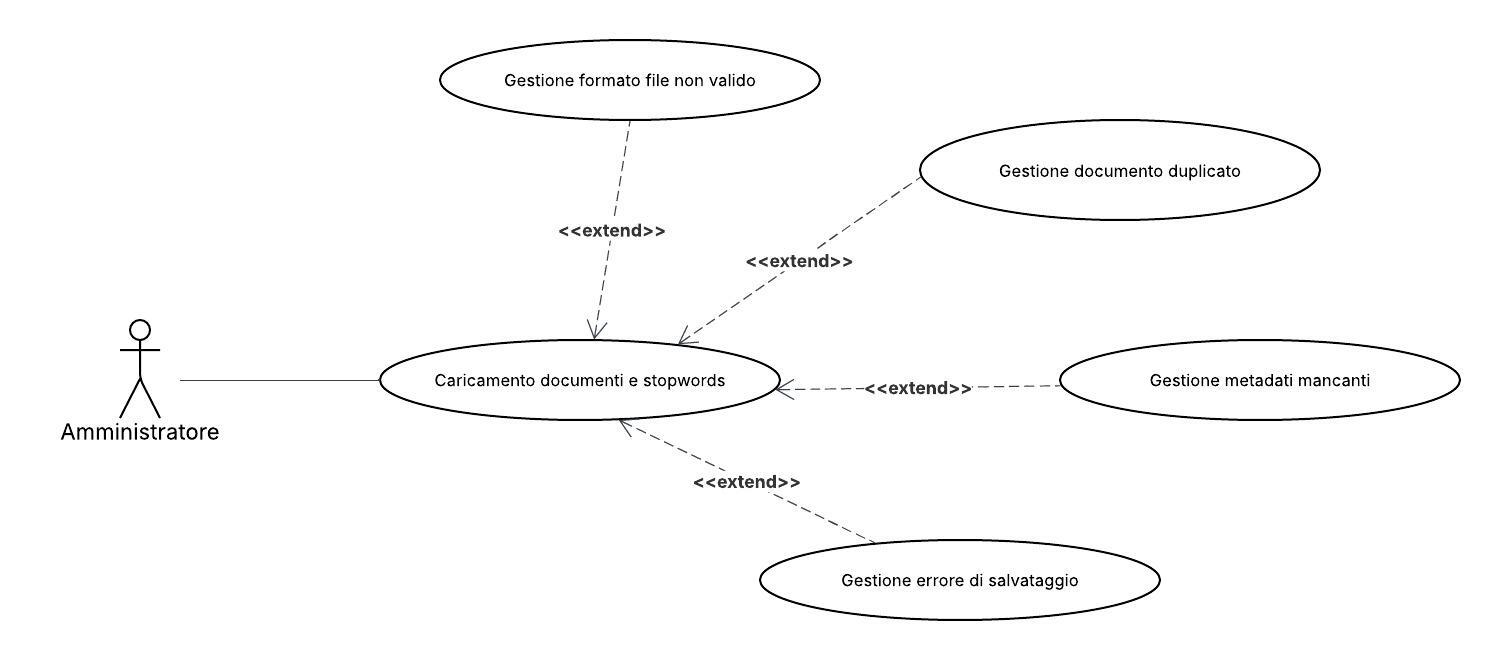 Gestione formato file non valido
Gestione documento duplicato
<<extend>>
<<extend>>
Caricamento documenti e stopwords
<<extend>>
Gestione metadati mancanti
Amministratore
<<extend>>
Gestione errore di salvataggio